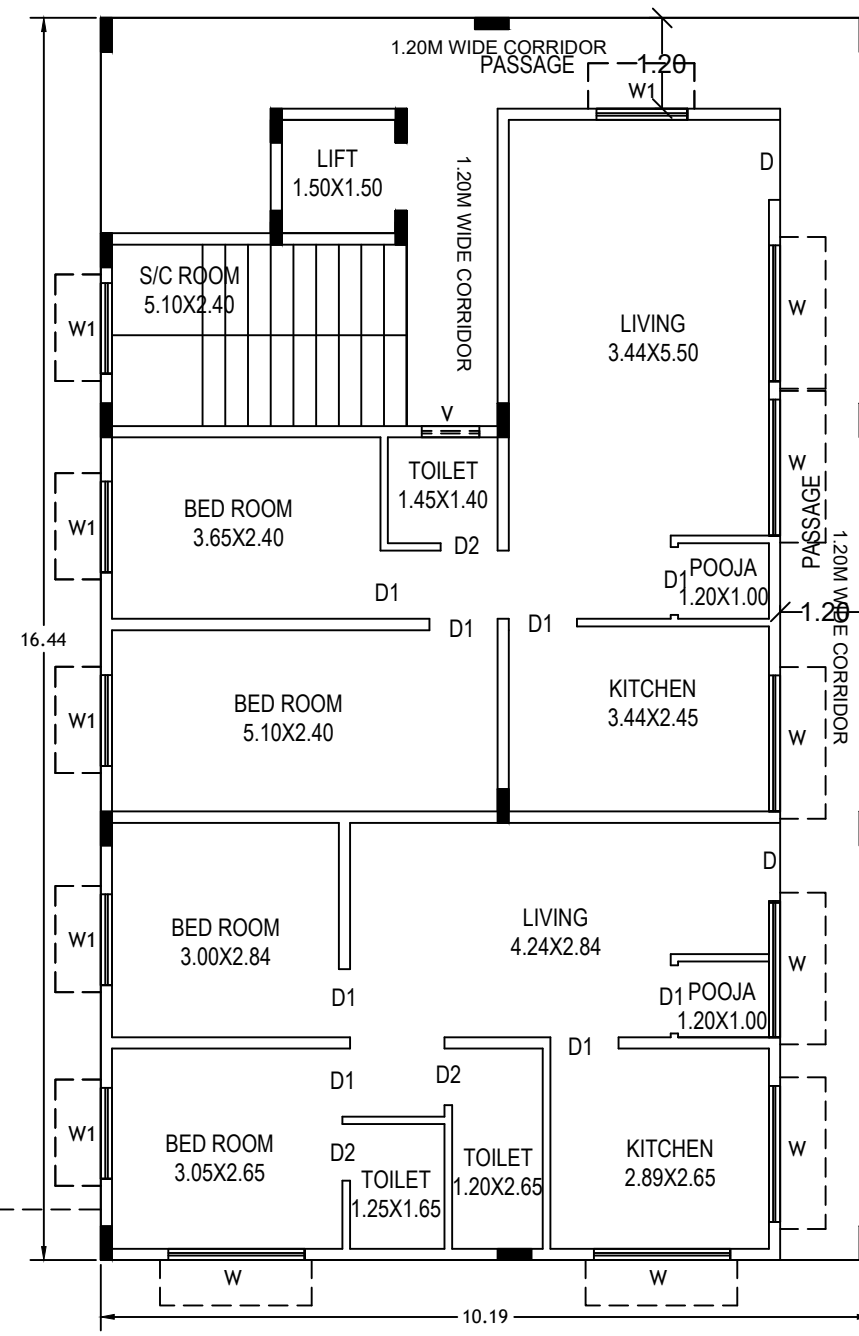 1.20M WIDE CORRIDOR
PASSAGE
1.20
W1
LIFT
1.50X1.50
1.20M WIDE CORRIDOR
D
S/C ROOM
5.10X2.40
W1
W
LIVING
3.44X5.50
V
TOILET
1.45X1.40
W
BED ROOM
3.65X2.40
W1
PASSAGE
D2
D1
POOJA
1.20X1.00
D1
1.20
1.20M WIDE CORRIDOR
D1
D1
16.44
BED ROOM
5.10X2.40
W1
KITCHEN
3.44X2.45
W
D
BED ROOM
3.00X2.84
W1
LIVING
4.24X2.84
W
D1
D1
POOJA
1.20X1.00
D1
D1
D2
W1
BED ROOM
3.05X2.65
D2
TOILET
1.25X1.65
TOILET
1.20X2.65
KITCHEN
2.89X2.65
W
W
W
10.19